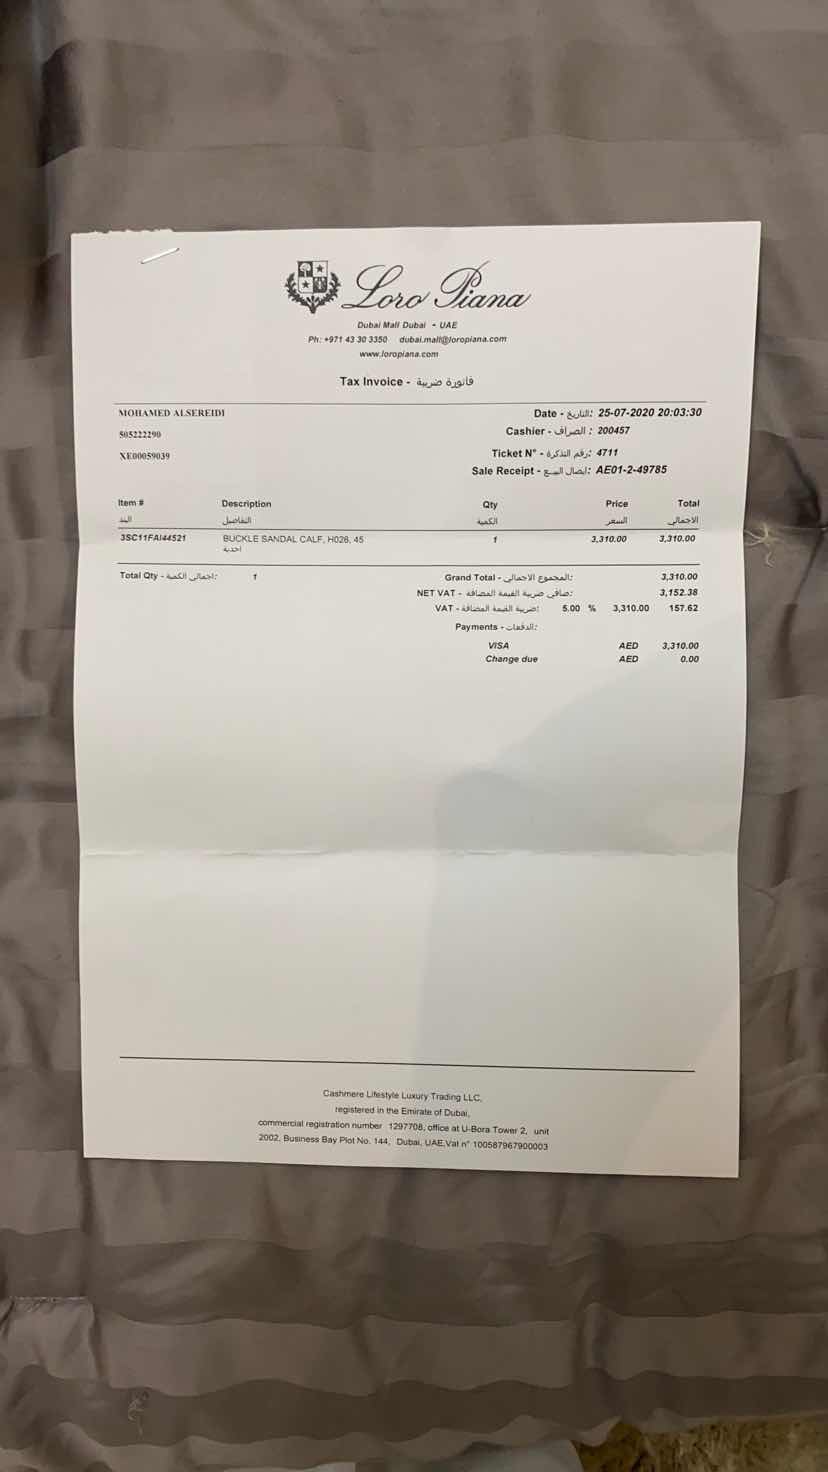 Loro Piana
Dubai Mall Dubai - UAE
Ph: +971 43 30 3350 dubai.mall@loropiana.com
www.loropiana.com
Tax Invoice - فاتورة ضريبية
MOHAMED ALSEREIDI
Date - التاريخ: 25-07-2020 20:03:30
505222290
Cashier - الصراف : 200457
XE00059039
Ticket N° - رقم التذكرة: 4711
Sale Receipt - ايصال البيع: AE01-2-49785
Item # Description Qty Price Total
البند التفاصيل الكمية السعر الاجمالي
3SC11FAI44521 BUCKLE SANDAL CALF, H028, 45 1 3,310.00 3,310.00
احذية
Total Qty - اجمالي الكمية: 1 Grand Total - المجموع الاجمالي: 3,310.00
NET VAT - صافي ضريبة القيمة المضافة: 3,152.38
VAT - ضريبة القيمة المضافة: 5.00 % 3,310.00 157.62
Payments - الدفعات:
VISA AED 3,310.00
Change due AED 0.00
Cashmere Lifestyle Luxury Trading LLC,
registered in the Emirate of Dubai,
commercial registration number 1297708, office at U-Bora Tower 2, unit
2002, Business Bay Plot No. 144, Dubai, UAE,Vat n° 100587967900003